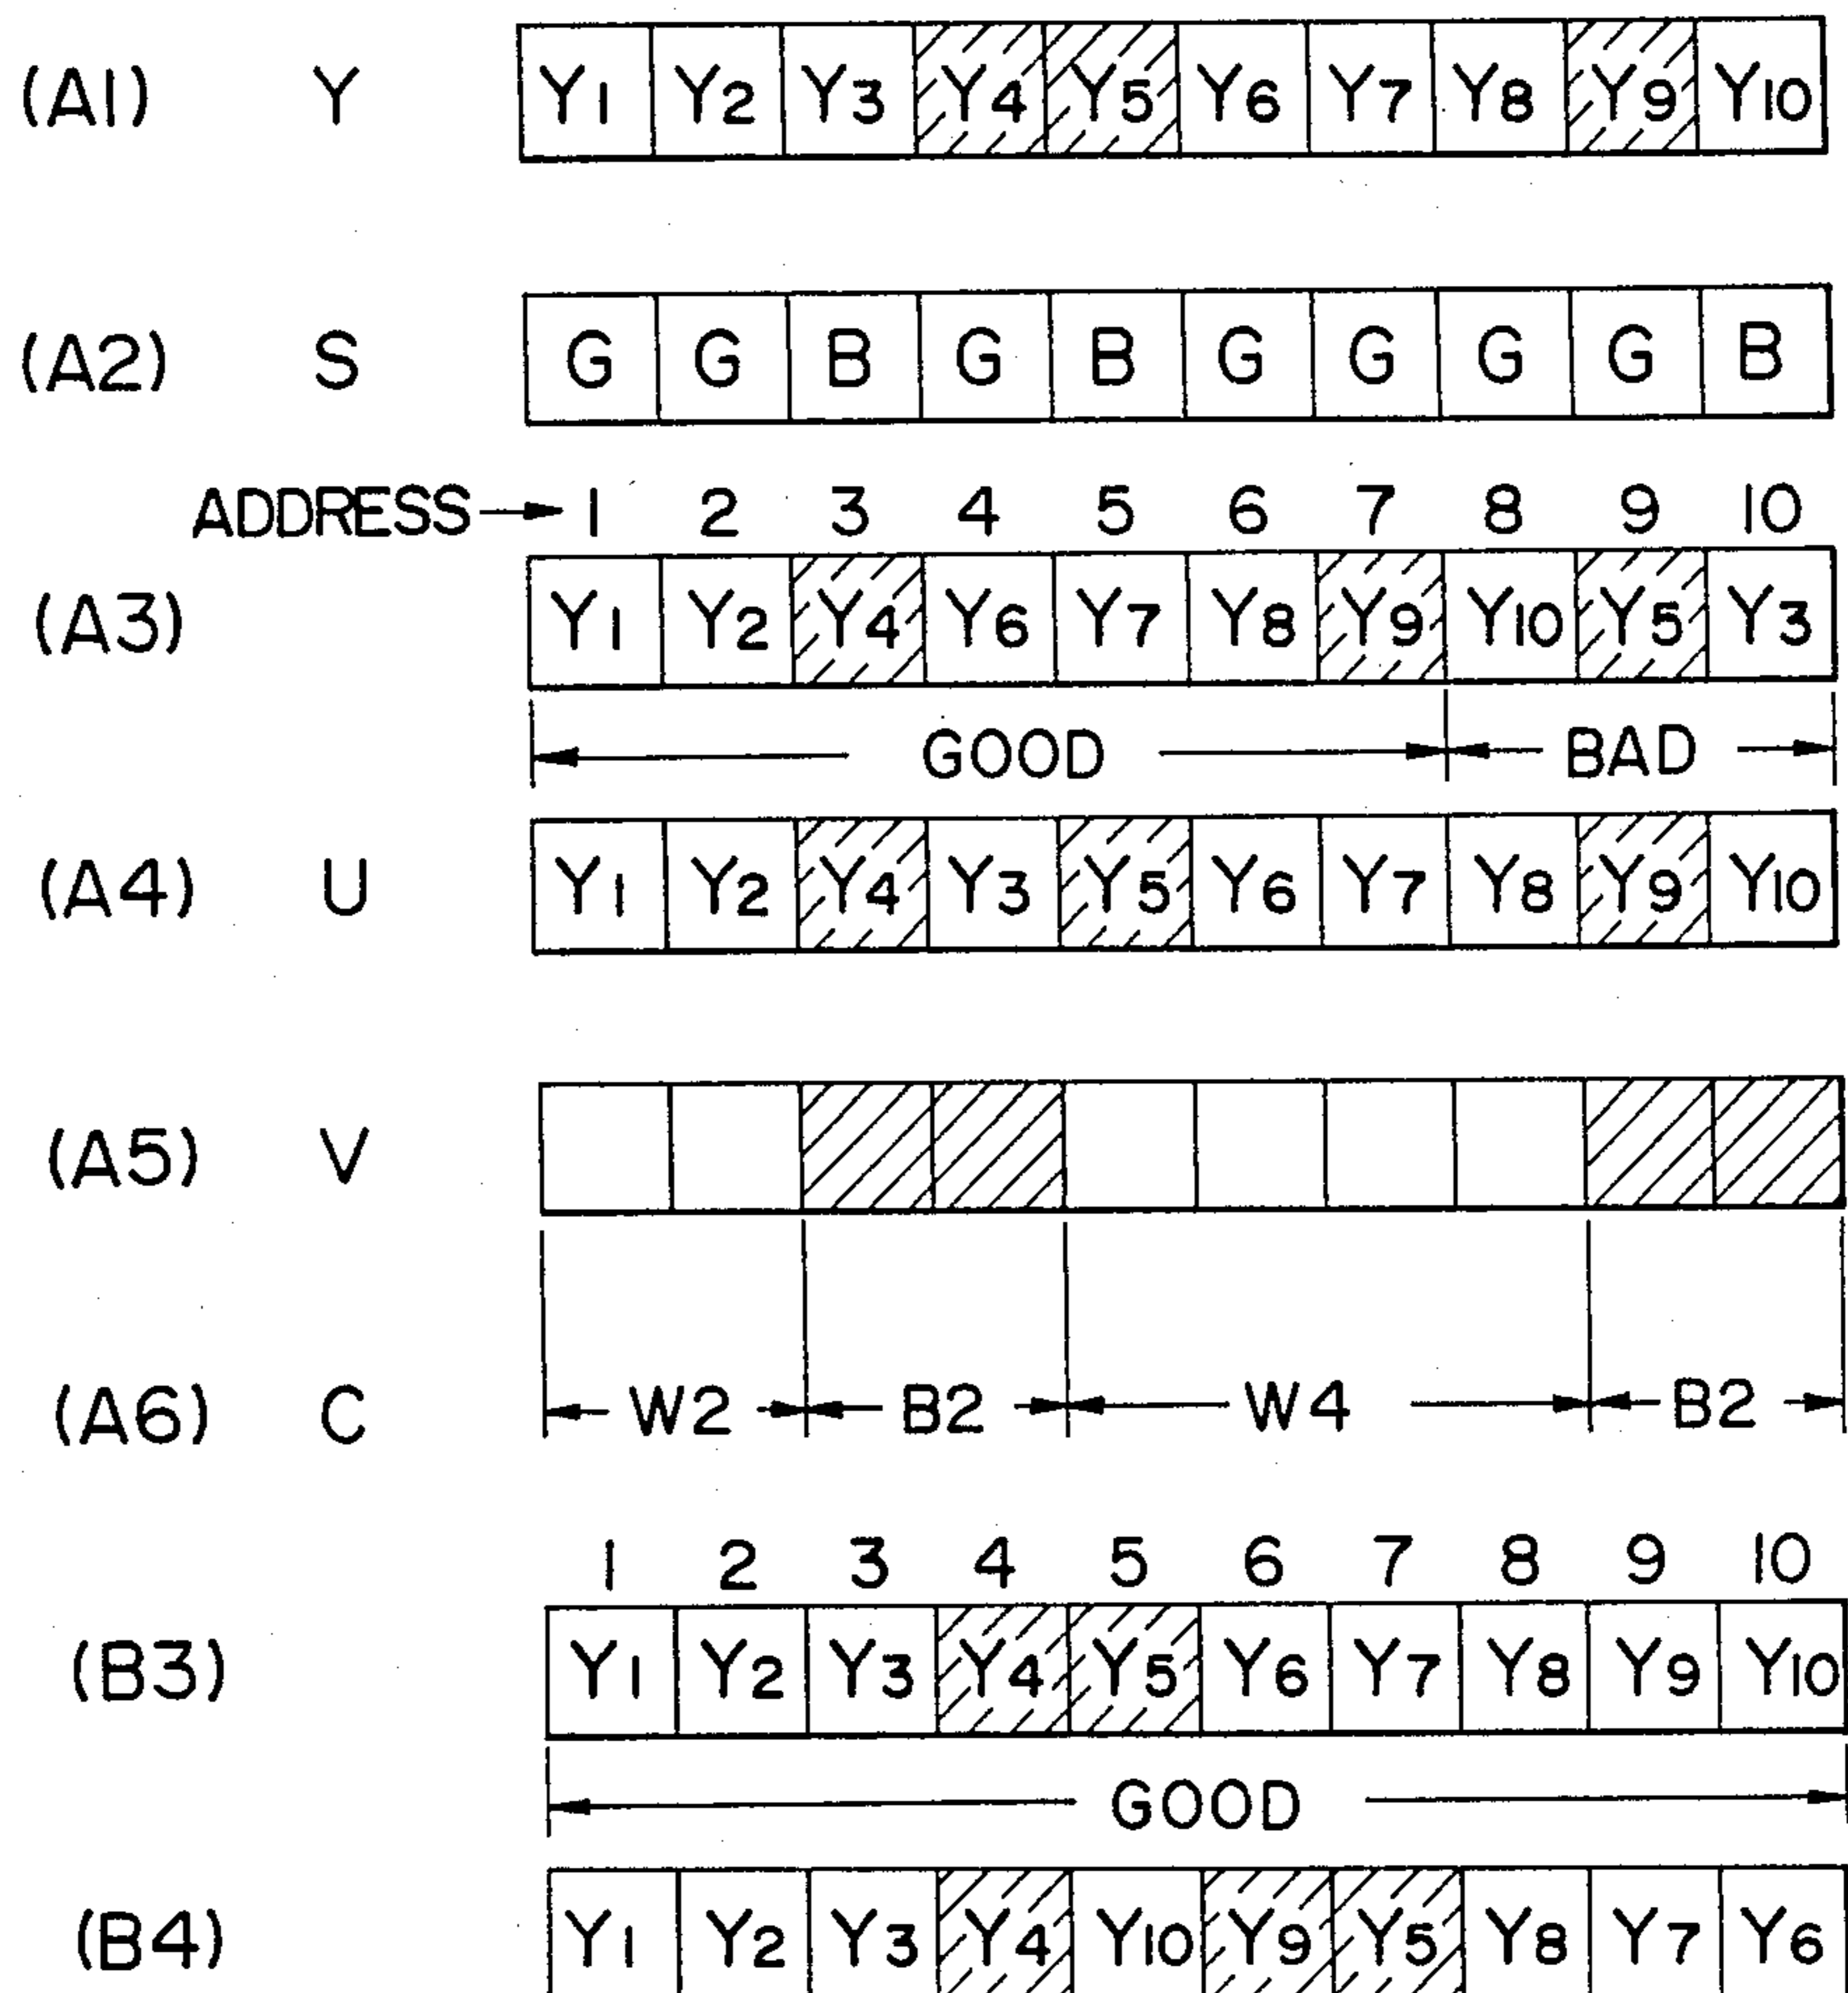 (A1) Y Y1 Y2 Y3 Y4 Y5 Y6 Y7 Y8 Y9 Y10
(A2) S G G B G B G G G G B
ADDRESS → 1 2 3 4 5 6 7 8 9 10
(A3) Y1 Y2 Y4 Y6 Y7 Y8 Y9 Y10 Y5 Y3
GOOD BAD
(A4) U Y1 Y2 Y4 Y3 Y5 Y6 Y7 Y8 Y9 Y10
(A5) V
(A6) C W2 B2 W4 B2
1 2 3 4 5 6 7 8 9 10
(B3) Y1 Y2 Y3 Y4 Y5 Y6 Y7 Y8 Y9 Y10
GOOD
(B4) Y1 Y2 Y3 Y4 Y10 Y9 Y5 Y8 Y7 Y6